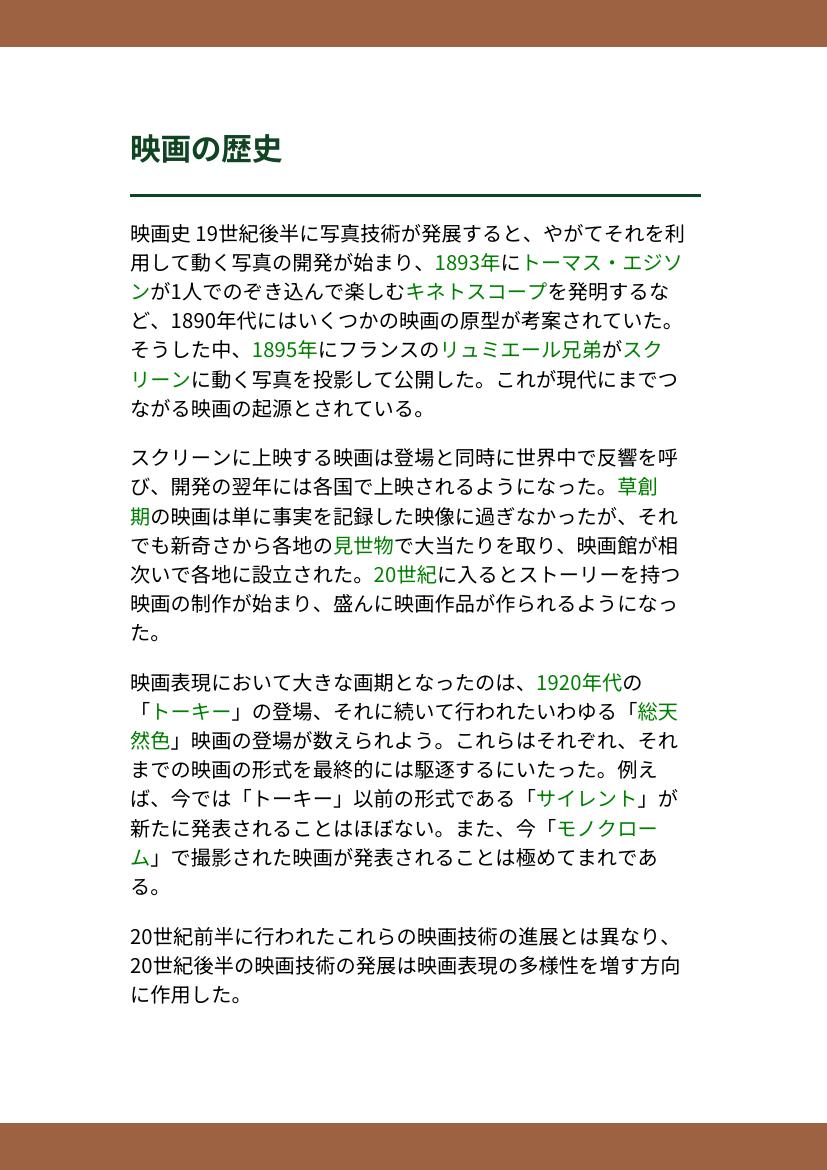 映画の歴史
映画史 19世紀後半に写真技術が発展すると、やがてそれを利
用して動く写真の開発が始まり、1893年にトーマス・エジソ
ンが1人でのぞき込んで楽しむキネトスコープを発明するな
ど、1890年代にはいくつかの映画の原型が考案されていた。
そうした中、1895年にフランスのリュミエール兄弟がスク
リーンに動く写真を投影して公開した。これが現代にまでつ
ながる映画の起源とされている。
スクリーンに上映する映画は登場と同時に世界中で反響を呼
び、開発の翌年には各国で上映されるようになった。草創
期の映画は単に事実を記録した映像に過ぎなかったが、それ
でも新奇さから各地の見世物で大当たりを取り、映画館が相
次いで各地に設立された。20世紀に入るとストーリーを持つ
映画の制作が始まり、盛んに映画作品が作られるようになっ
た。
映画表現において大きな画期となったのは、1920年代の
「トーキー」の登場、それに続いて行われたいわゆる「総天
然色」映画の登場が数えられよう。これらはそれぞれ、それ
までの映画の形式を最終的には駆逐するにいたった。例え
ば、今では「トーキー」以前の形式である「サイレント」が
新たに発表されることはほぼない。また、今「モノクロー
ム」で撮影された映画が発表されることは極めてまれであ
る。
20世紀前半に行われたこれらの映画技術の進展とは異なり、
20世紀後半の映画技術の発展は映画表現の多様性を増す方向
に作用した。